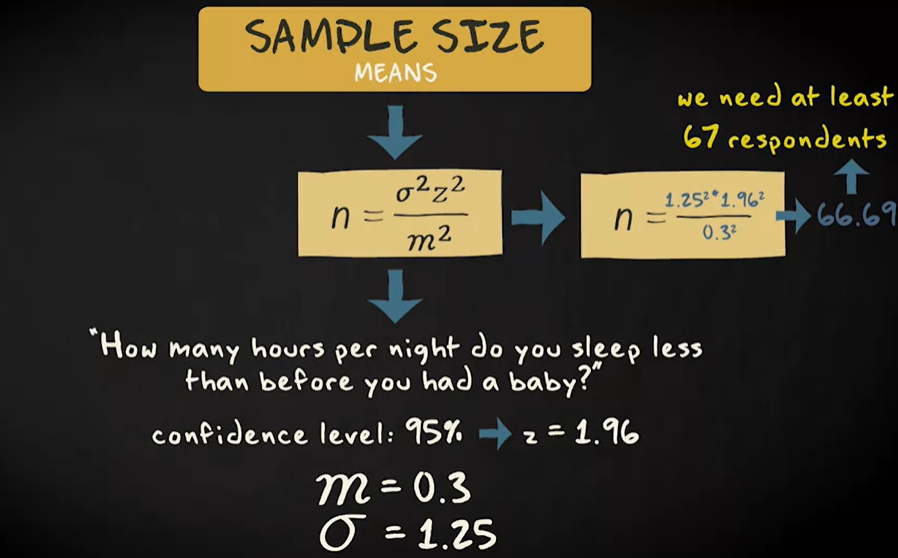 SAMPLE SIZE
MEANS
we need at least
67 respondents
n = σ²z² / m²
n = 1.25²*1.96² / 0.3²
66.69
"How many hours per night do you sleep less
than before you had a baby?"
confidence level: 95% → z = 1.96
m = 0.3
σ = 1.25